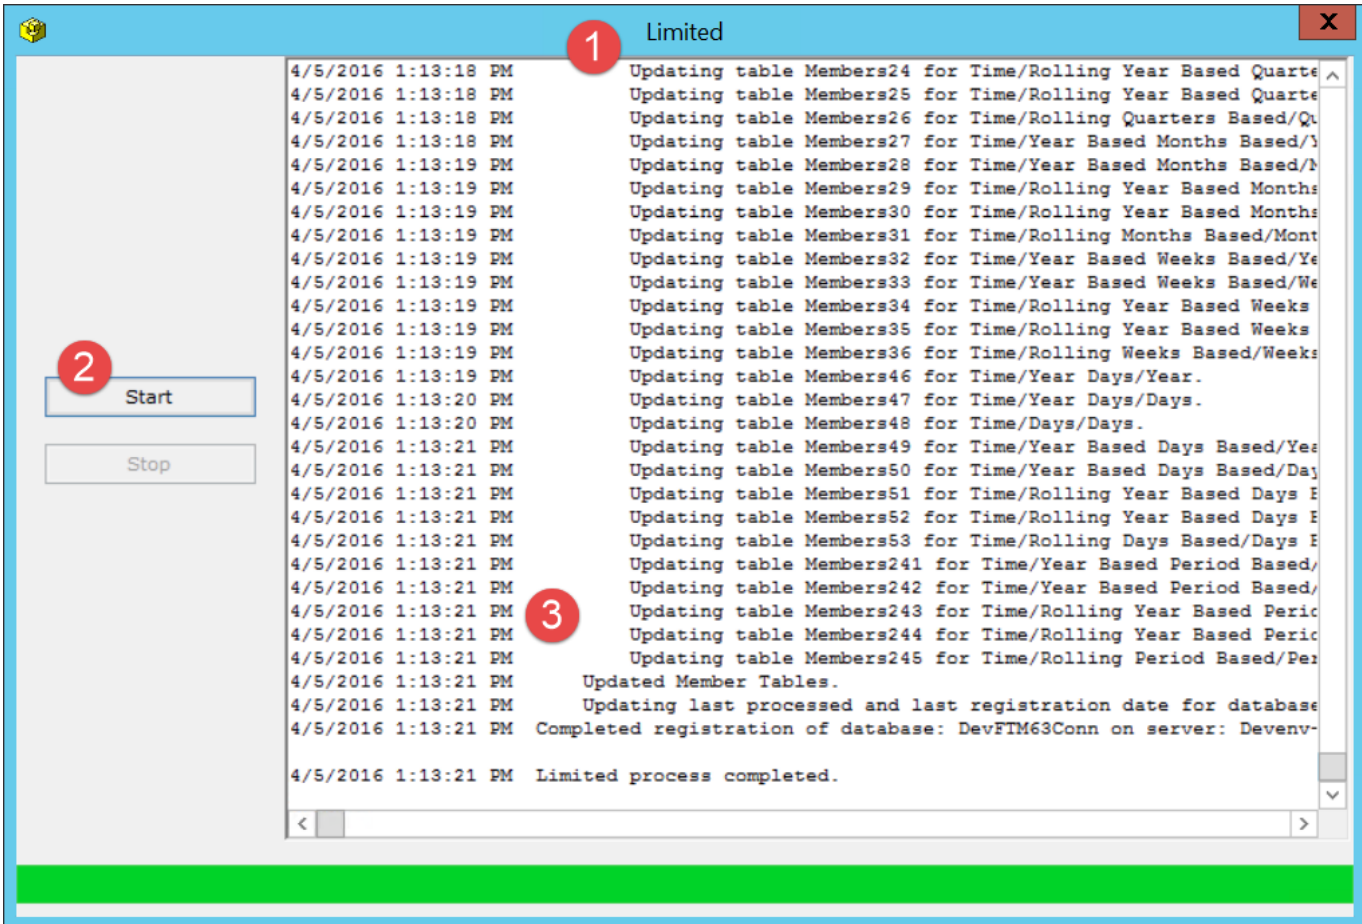 Limited
X
1
4/5/2016 1:13:18 PM Updating table Members24 for Time/Rolling Year Based Quarte
4/5/2016 1:13:18 PM Updating table Members25 for Time/Rolling Year Based Quarte
4/5/2016 1:13:18 PM Updating table Members26 for Time/Rolling Quarters Based/Qu
4/5/2016 1:13:18 PM Updating table Members27 for Time/Year Based Months Based/Y
4/5/2016 1:13:19 PM Updating table Members28 for Time/Year Based Months Based/M
4/5/2016 1:13:19 PM Updating table Members29 for Time/Rolling Year Based Months
4/5/2016 1:13:19 PM Updating table Members30 for Time/Rolling Year Based Months
4/5/2016 1:13:19 PM Updating table Members31 for Time/Rolling Months Based/Mont
4/5/2016 1:13:19 PM Updating table Members32 for Time/Year Based Weeks Based/Ye
4/5/2016 1:13:19 PM Updating table Members33 for Time/Year Based Weeks Based/We
4/5/2016 1:13:19 PM Updating table Members34 for Time/Rolling Year Based Weeks
4/5/2016 1:13:19 PM Updating table Members35 for Time/Rolling Year Based Weeks
4/5/2016 1:13:19 PM Updating table Members36 for Time/Rolling Weeks Based/Weeks
2
4/5/2016 1:13:19 PM Updating table Members46 for Time/Year Days/Year.
Start
4/5/2016 1:13:20 PM Updating table Members47 for Time/Year Days/Days.
4/5/2016 1:13:20 PM Updating table Members48 for Time/Days/Days.
4/5/2016 1:13:21 PM Updating table Members49 for Time/Year Based Days Based/Yea
Stop
4/5/2016 1:13:21 PM Updating table Members50 for Time/Year Based Days Based/Day
4/5/2016 1:13:21 PM Updating table Members51 for Time/Rolling Year Based Days B
4/5/2016 1:13:21 PM Updating table Members52 for Time/Rolling Year Based Days B
4/5/2016 1:13:21 PM Updating table Members53 for Time/Rolling Days Based/Days B
4/5/2016 1:13:21 PM Updating table Members241 for Time/Year Based Period Based/
4/5/2016 1:13:21 PM Updating table Members242 for Time/Year Based Period Based/
3
4/5/2016 1:13:21 PM Updating table Members243 for Time/Rolling Year Based Perio
4/5/2016 1:13:21 PM Updating table Members244 for Time/Rolling Year Based Perio
4/5/2016 1:13:21 PM Updating table Members245 for Time/Rolling Period Based/Per
4/5/2016 1:13:21 PM Updated Member Tables.
4/5/2016 1:13:21 PM Updating last processed and last registration date for database
4/5/2016 1:13:21 PM Completed registration of database: DevFTM63Conn on server: Devenv-
4/5/2016 1:13:21 PM Limited process completed.